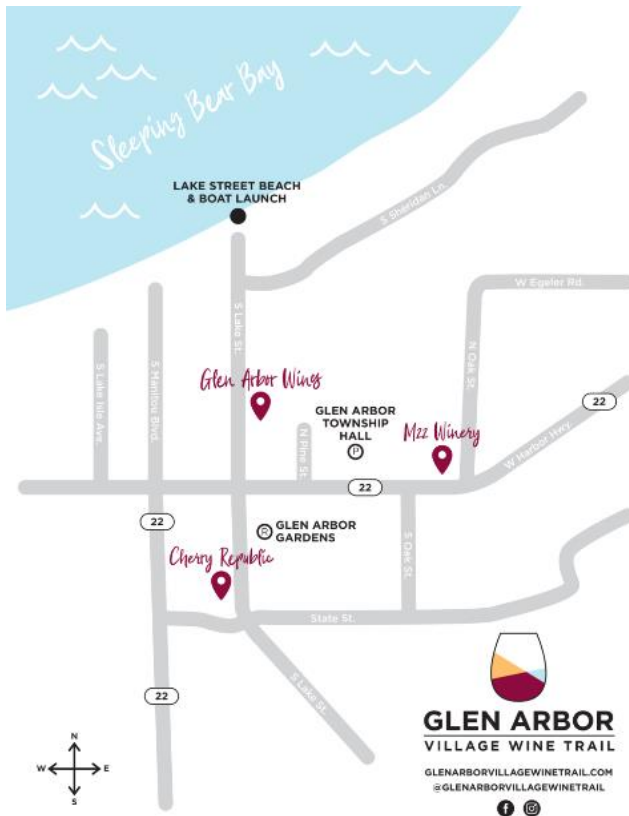 Sleeping Bear Bay
LAKE STREET BEACH
& BOAT LAUNCH
S Sheridan Ln.
W Egeler Rd.
S Lake St.
S Lake Isle Ave.
S Manitou Blvd.
N Oak St.
Glen Arbor Wines
GLEN ARBOR
TOWNSHIP
HALL
P
N Pine St.
M22 Winery
22
W Harbor Hwy.
22
22
R
GLEN ARBOR
GARDENS
S Oak St.
Cherry Republic
State St.
S Lake St.
22
N
W
E
S
GLEN ARBOR
VILLAGE WINE TRAIL
GLENARBORVILLAGEWINETRAIL.COM
@GLENARBORVILLAGEWINETRAIL
f